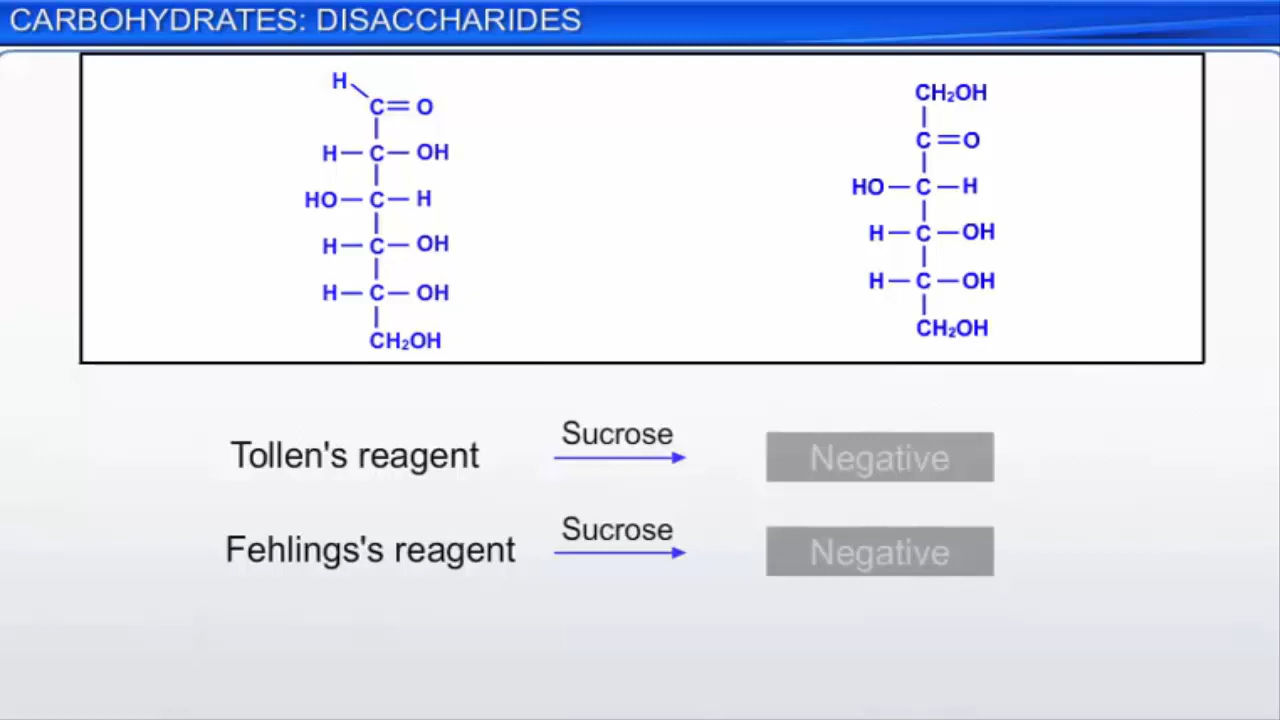 CARBOHYDRATES: DISACCHARIDES
H
C=O
H—C—OH
HO—C—H
H—C—OH
H—C—OH
CH₂OH
CH₂OH
C=O
HO—C—H
H—C—OH
H—C—OH
CH₂OH
Tollen's reagent Sucrose Negative
Fehlings's reagent Sucrose Negative